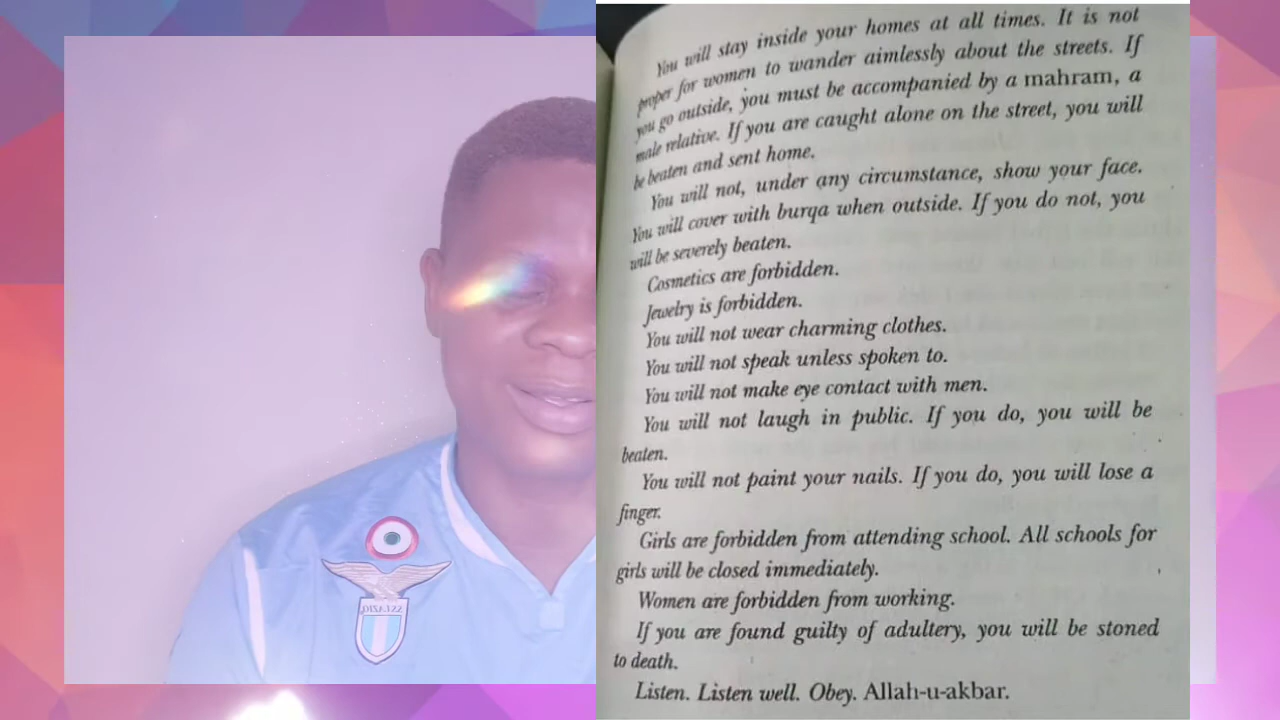 You will stay inside your homes at all times. It is not
proper for women to wander aimlessly about the streets. If
you go outside, you must be accompanied by a mahram, a
male relative. If you are caught alone on the street, you will
be beaten and sent home.
You will not, under any circumstance, show your face.
You will cover with burqa when outside. If you do not, you
will be severely beaten.
Cosmetics are forbidden.
Jewelry is forbidden.
You will not wear charming clothes.
You will not speak unless spoken to.
You will not make eye contact with men.
You will not laugh in public. If you do, you will be
beaten.
You will not paint your nails. If you do, you will lose a
finger.
Girls are forbidden from attending school. All schools for
girls will be closed immediately.
Women are forbidden from working.
If you are found guilty of adultery, you will be stoned
to death.
Listen. Listen well. Obey. Allah-u-akbar.